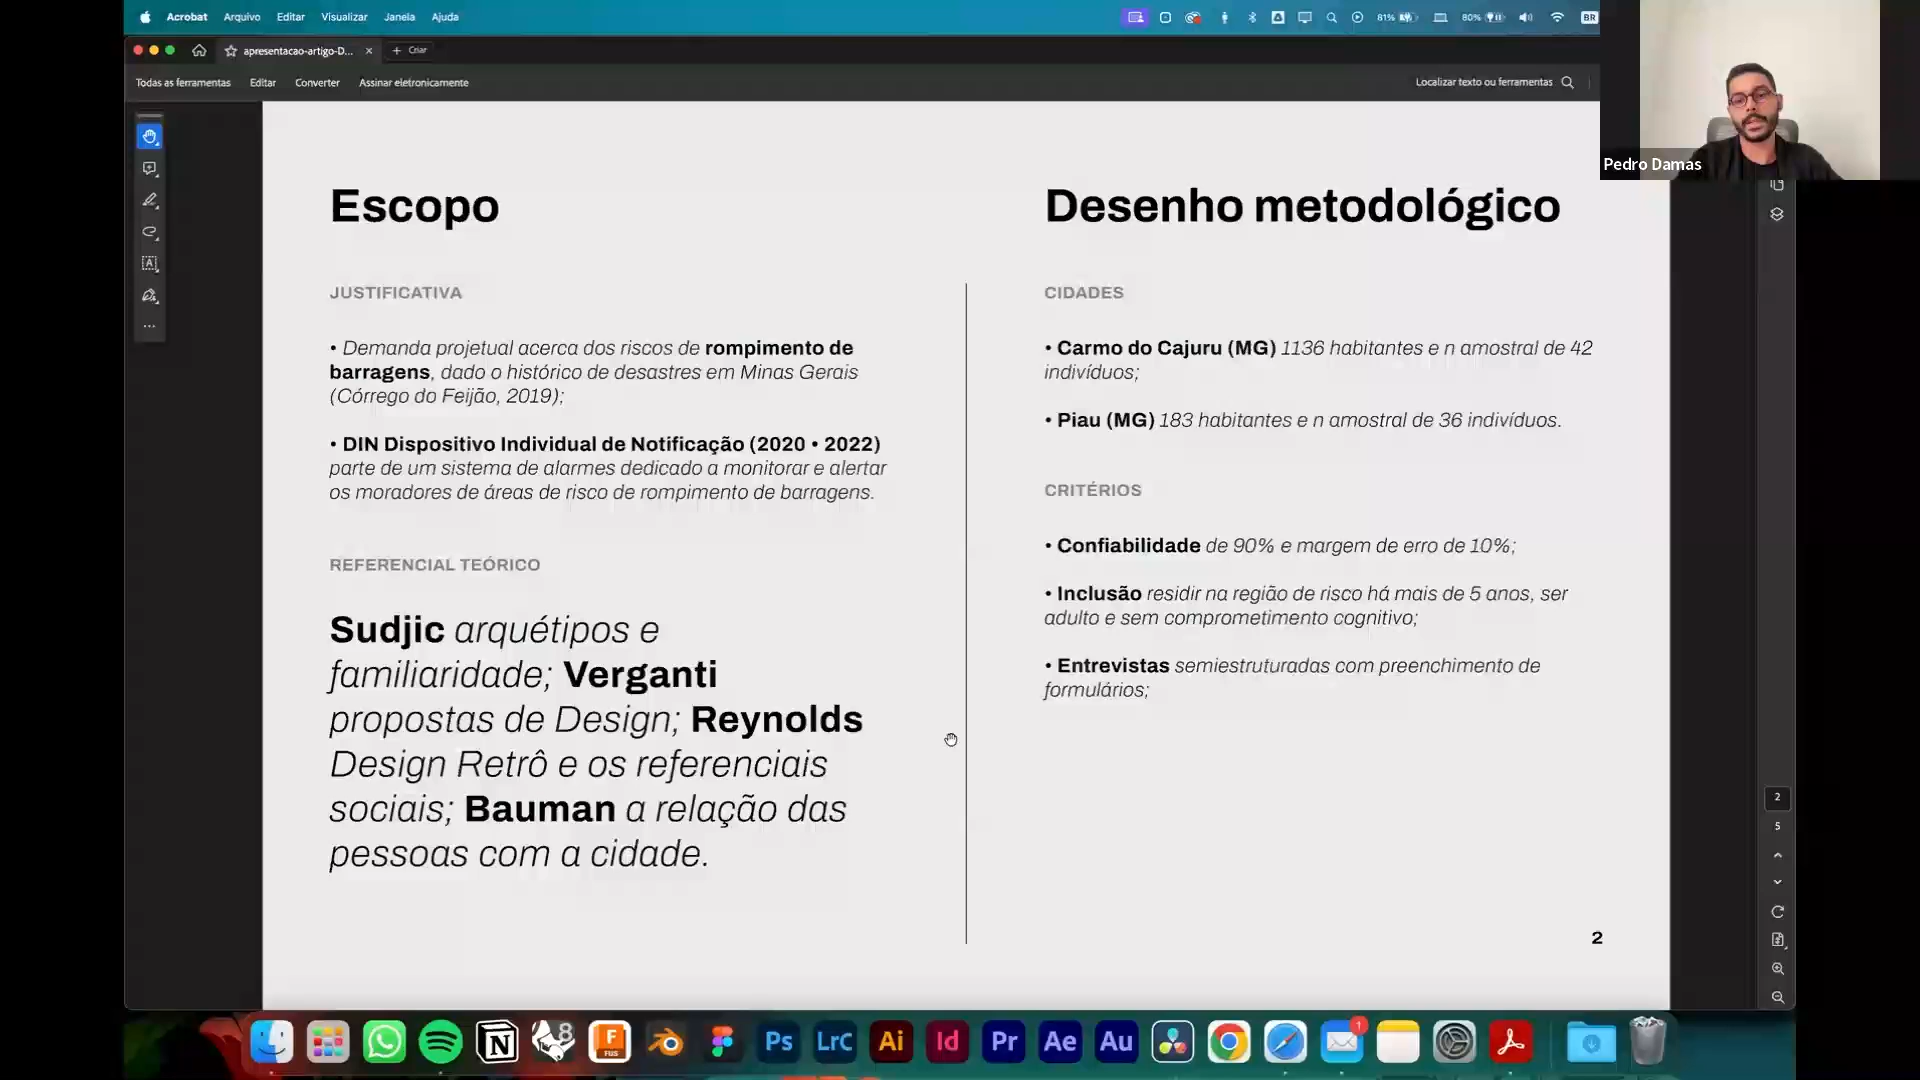 Acrobat Arquivo Editar Visualizar Janela Ajuda
81% 80% BR
apresentacao-artigo-D... Criar
Todas as ferramentas Editar Converter Assinar eletronicamente
Localizar texto ou ferramentas
Pedro Damas
Escopo
JUSTIFICATIVA
• Demanda projetual acerca dos riscos de rompimento de
barragens, dado o histórico de desastres em Minas Gerais
(Córrego do Feijão, 2019);
• DIN Dispositivo Individual de Notificação (2020 • 2022)
parte de um sistema de alarmes dedicado a monitorar e alertar
os moradores de áreas de risco de rompimento de barragens.
REFERENCIAL TEÓRICO
Sudjic arquétipos e
familiaridade; Verganti
propostas de Design; Reynolds
Design Retrô e os referenciais
sociais; Bauman a relação das
pessoas com a cidade.
Desenho metodológico
CIDADES
• Carmo do Cajuru (MG) 1136 habitantes e n amostral de 42
indivíduos;
• Piau (MG) 183 habitantes e n amostral de 36 indivíduos.
CRITÉRIOS
• Confiabilidade de 90% e margem de erro de 10%;
• Inclusão residir na região de risco há mais de 5 anos, ser
adulto e sem comprometimento cognitivo;
• Entrevistas semiestruturadas com preenchimento de
formulários;
2
2
5
8 F FUS Ps LrC Ai Id Pr Ae Au 1